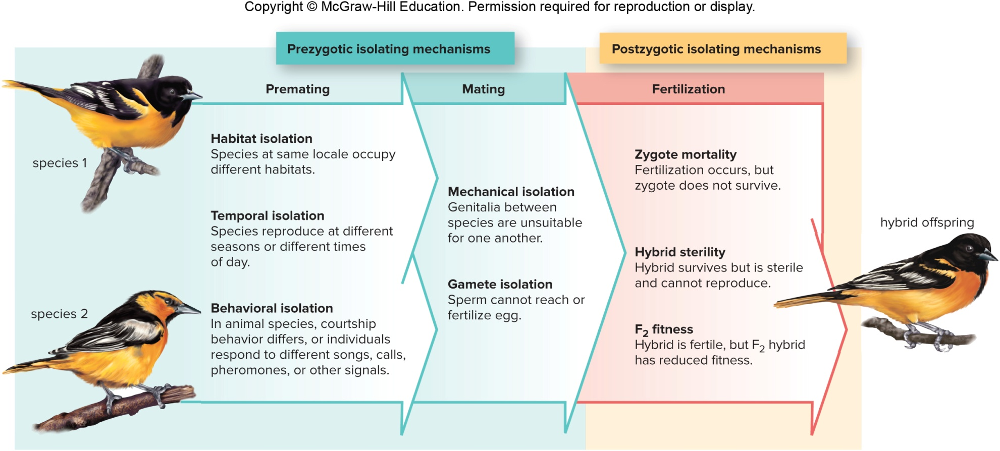 Copyright © McGraw-Hill Education. Permission required for reproduction or display.
Prezygotic isolating mechanisms
Postzygotic isolating mechanisms
Premating
Mating
Fertilization
species 1
species 2
Habitat isolation
Species at same locale occupy
different habitats.
Temporal isolation
Species reproduce at different
seasons or different times
of day.
Behavioral isolation
In animal species, courtship
behavior differs, or individuals
respond to different songs, calls,
pheromones, or other signals.
Mechanical isolation
Genitalia between
species are unsuitable
for one another.
Gamete isolation
Sperm cannot reach or
fertilize egg.
Zygote mortality
Fertilization occurs, but
zygote does not survive.
Hybrid sterility
Hybrid survives but is sterile
and cannot reproduce.
F₂ fitness
Hybrid is fertile, but F₂ hybrid
has reduced fitness.
hybrid offspring